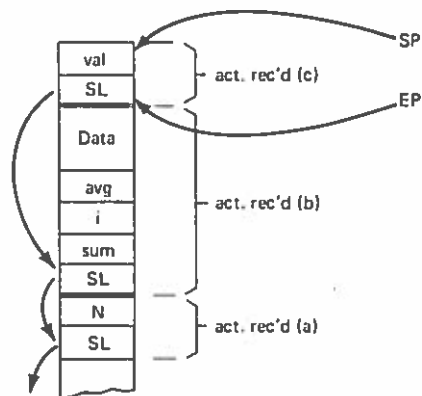 SP
val
act. rec'd (c)
SL
EP
Data
avg
act. rec'd (b)
i
sum
SL
N
act. rec'd (a)
SL